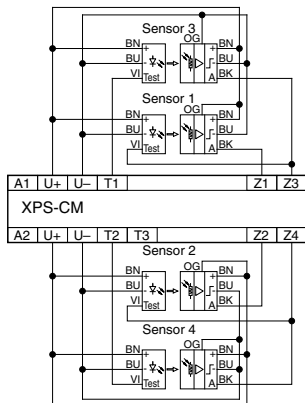 Sensor 3
OG
BN + BN
BU - BU
VI Test A BK
Sensor 1
OG
BN + BN
BU - BU
VI Test A BK
A1 U+ U– T1 Z1 Z3
XPS-CM
A2 U+ U– T2 T3 Z2 Z4
Sensor 2
OG
BN + BN
BU - BU
VI Test A BK
Sensor 4
OG
BN + BN
BU - BU
VI Test A BK